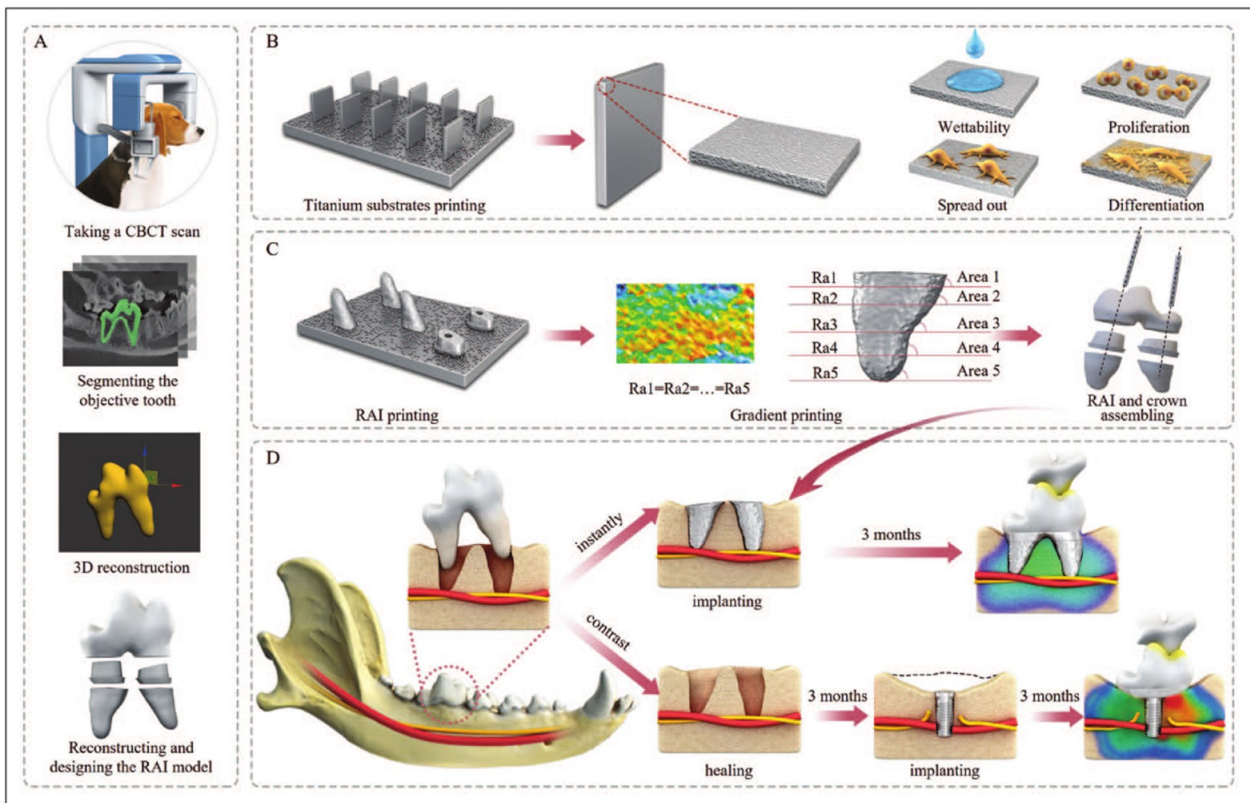 A
Taking a CBCT scan
Segmenting the
objective tooth
3D reconstruction
Reconstructing and
designing the RAI model
B
Titanium substrates printing
Wettability
Proliferation
Spread out
Differentiation
C
RAI printing
Ra1=Ra2=…=Ra5
Ra1
Area 1
Ra2
Area 2
Ra3
Area 3
Ra4
Area 4
Ra5
Area 5
Gradient printing
RAI and crown
assembling
D
instantly
implanting
3 months
contrast
healing
3 months
implanting
3 months